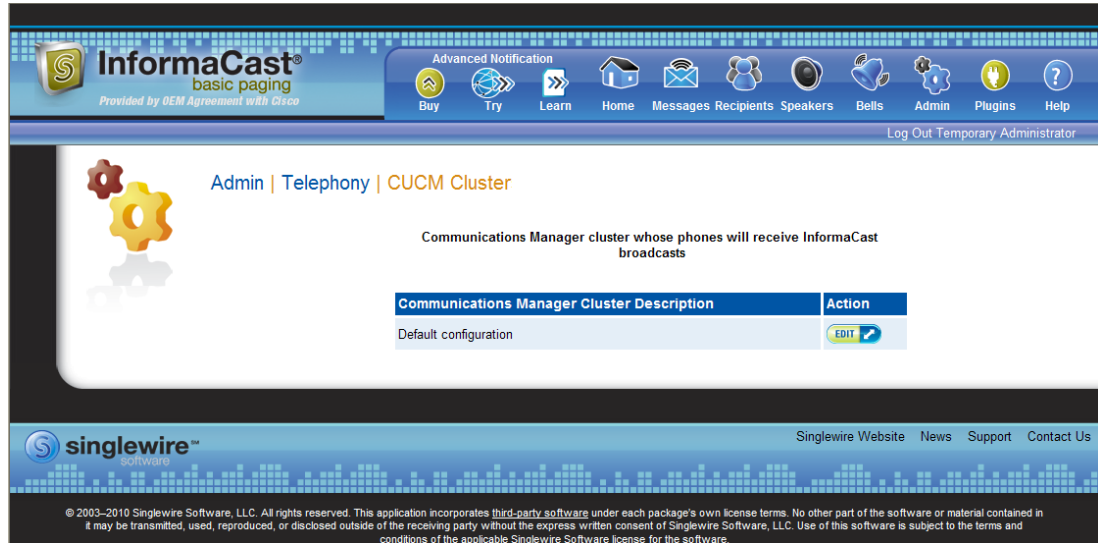 InformaCast®
basic paging
Provided by OEM Agreement with Cisco
Advanced Notification
Buy Try Learn Home Messages Recipients Speakers Bells Admin Plugins Help
Log Out Temporary Administrator
Admin | Telephony | CUCM Cluster
Communications Manager cluster whose phones will receive InformaCast
broadcasts
Communications Manager Cluster Description Action
Default configuration EDIT
singlewire℠
software
Singlewire Website News Support Contact Us
© 2003–2010 Singlewire Software, LLC. All rights reserved. This application incorporates third-party software under each package's own license terms. No other part of the software or material contained in
it may be transmitted, used, reproduced, or disclosed outside of the receiving party without the express written consent of Singlewire Software, LLC. Use of this software is subject to the terms and
conditions of the applicable Singlewire Software license for the software.